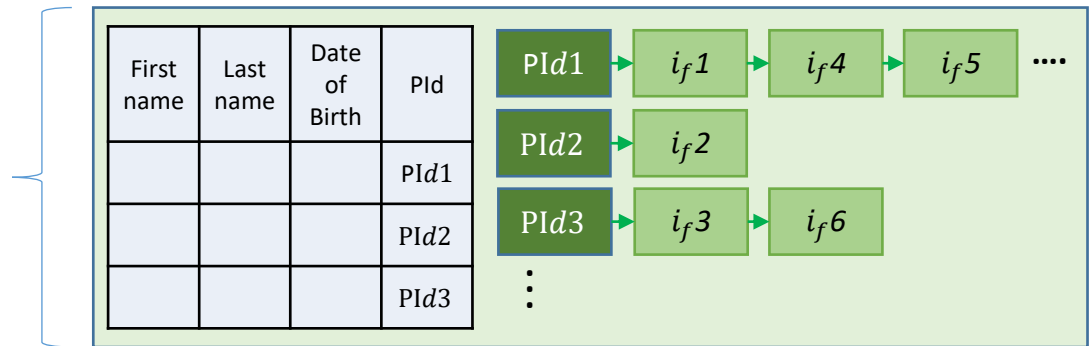 First name
Last name
Date of Birth
PId
PId1
PId2
PId3
PId1 i_f1 i_f4 i_f5 ....
PId2 i_f2
PId3 i_f3 i_f6
⋮